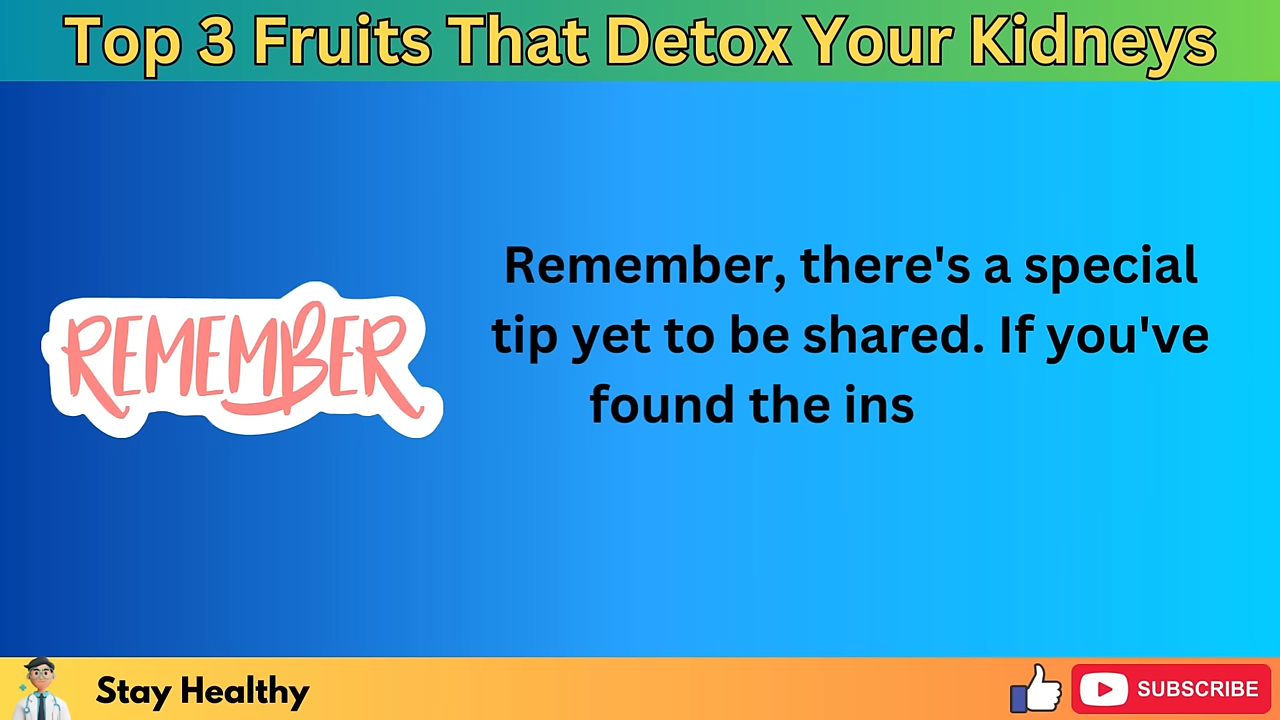 Top 3 Fruits That Detox Your Kidneys
REMEMBER
Remember, there's a special
tip yet to be shared. If you've
found the ins
Stay Healthy
SUBSCRIBE